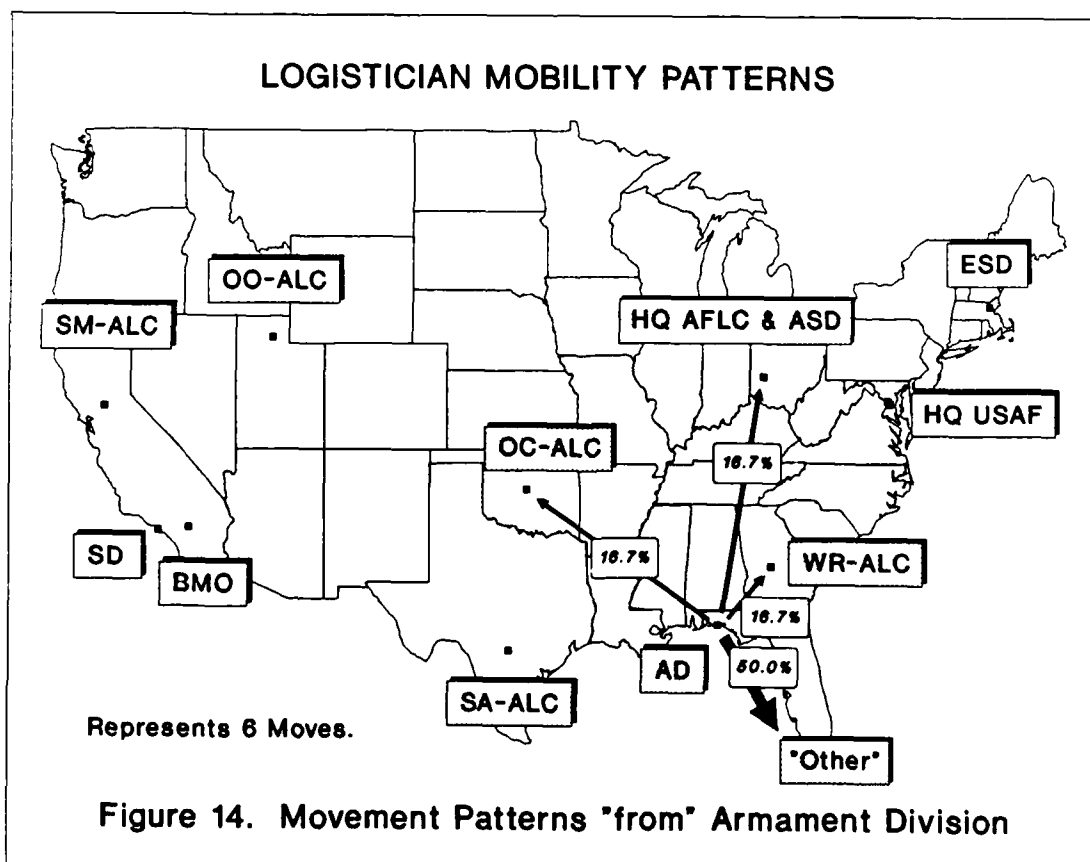 LOGISTICIAN MOBILITY PATTERNS
OO-ALC
ESD
SM-ALC
HQ AFLC & ASD
HQ USAF
OC-ALC
16.7%
SD
BMO
16.7%
WR-ALC
16.7%
AD
50.0%
SA-ALC
Represents 6 Moves.
"Other"
Figure 14. Movement Patterns "from" Armament Division